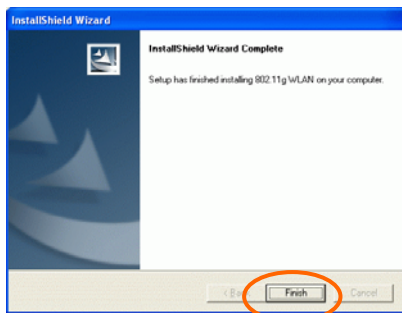 InstallShield Wizard
InstallShield Wizard Complete
Setup has finished installing 802.11g WLAN on your computer.
Finish
Cancel